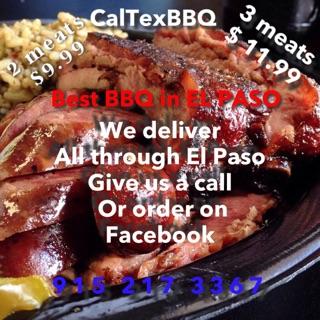 CalTexBBQ
2 meats
$9.99
3 meats
$ 11.99
Best BBQ in EL PASO
We deliver
All through El Paso
Give us a call
Or order on
Facebook
915 217 3367